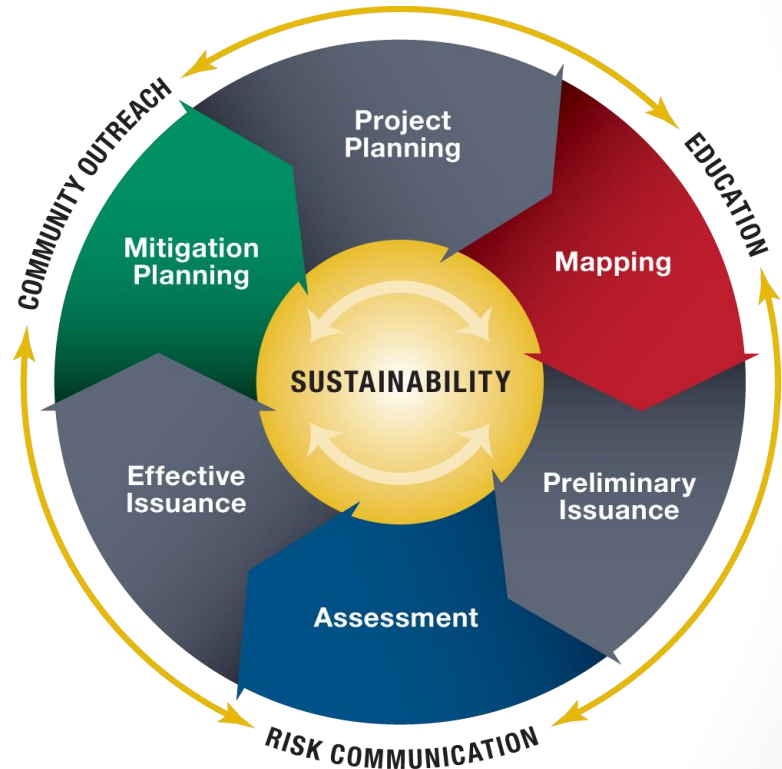 COMMUNITY OUTREACH
EDUCATION
Project
Planning
Mapping
Mitigation
Planning
SUSTAINABILITY
Preliminary
Issuance
Effective
Issuance
Assessment
RISK COMMUNICATION